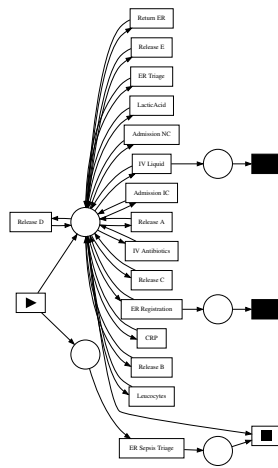 Return ER
Release E
ER Triage
LacticAcid
Admission NC
IV Liquid
Admission IC
Release D
Release A
IV Antibiotics
Release C
ER Registration
CRP
Release B
Leucocytes
ER Sepsis Triage